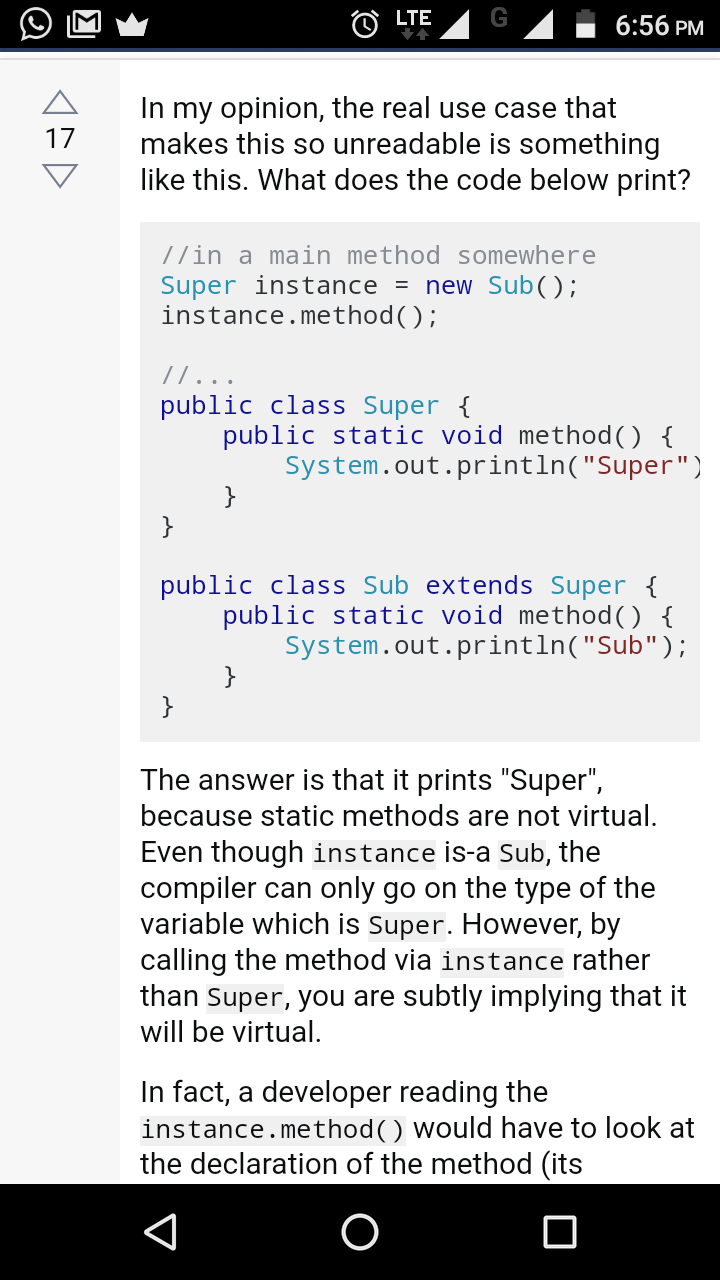 LTE G 6:56 PM
In my opinion, the real use case that
17
makes this so unreadable is something
like this. What does the code below print?
//in a main method somewhere
Super instance = new Sub();
instance.method();
//...
public class Super {
public static void method() {
System.out.println("Super")
}
}
public class Sub extends Super {
public static void method() {
System.out.println("Sub");
}
}
The answer is that it prints "Super",
because static methods are not virtual.
Even though instance is-a Sub, the
compiler can only go on the type of the
variable which is Super. However, by
calling the method via instance rather
than Super, you are subtly implying that it
will be virtual.
In fact, a developer reading the
instance.method() would have to look at
the declaration of the method (its